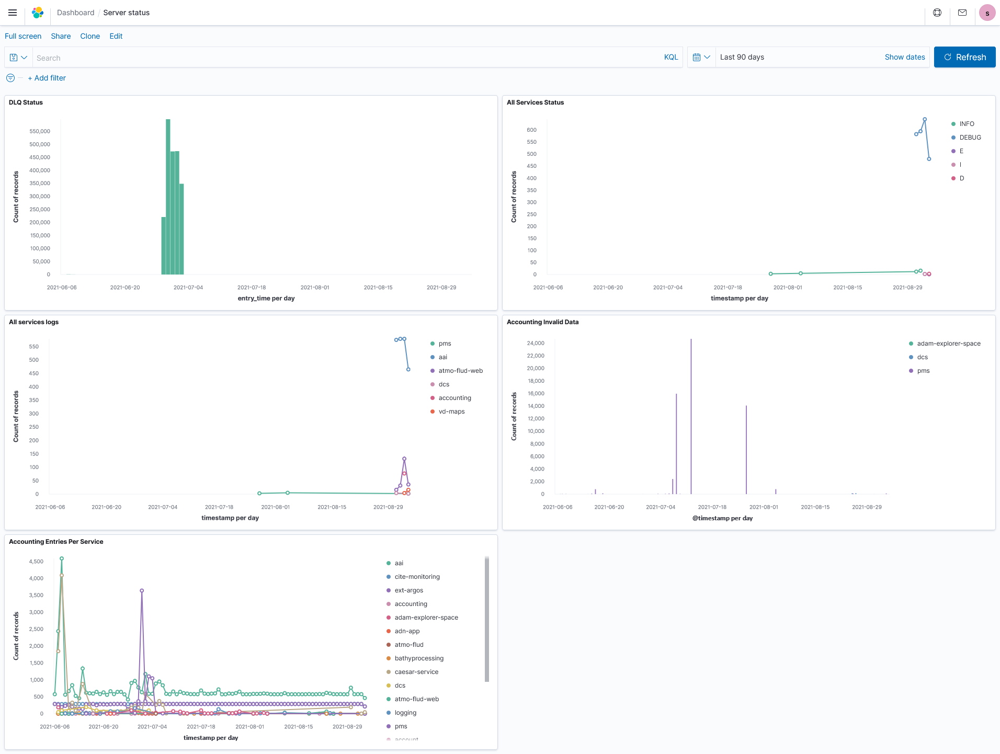 Dashboard / Server status
s
Full screen Share Clone Edit
Search
KQL
Last 90 days
Show dates
Refresh
+ Add filter
DLQ Status
Count of records
550,000
500,000
450,000
400,000
350,000
300,000
250,000
200,000
150,000
100,000
50,000
0
2021-06-06 2021-06-20 2021-07-04 2021-07-18 2021-08-01 2021-08-15 2021-08-29
entry_time per day
All Services Status
Count of records
600
550
500
450
400
350
300
250
200
150
100
50
0
2021-06-06 2021-06-20 2021-07-04 2021-07-18 2021-08-01 2021-08-15 2021-08-29
timestamp per day
INFO
DEBUG
E
I
D
All services logs
Count of records
550
500
450
400
350
300
250
200
150
100
50
0
2021-06-06 2021-06-20 2021-07-04 2021-07-18 2021-08-01 2021-08-15 2021-08-29
timestamp per day
pms
aai
atmo-flud-web
dcs
accounting
vd-maps
Accounting Invalid Data
Count of records
24,000
22,000
20,000
18,000
16,000
14,000
12,000
10,000
8,000
6,000
4,000
2,000
0
2021-06-06 2021-06-20 2021-07-04 2021-07-18 2021-08-01 2021-08-15 2021-08-29
@timestamp per day
adam-explorer-space
dcs
pms
Accounting Entries Per Service
Count of records
4,500
4,000
3,500
3,000
2,500
2,000
1,500
1,000
500
0
2021-06-06 2021-06-20 2021-07-04 2021-07-18 2021-08-01 2021-08-15 2021-08-29
timestamp per day
aai
cite-monitoring
ext-argos
accounting
adam-explorer-space
adn-app
atmo-flud
bathyprocessing
caesar-service
dcs
atmo-flud-web
logging
pms
account